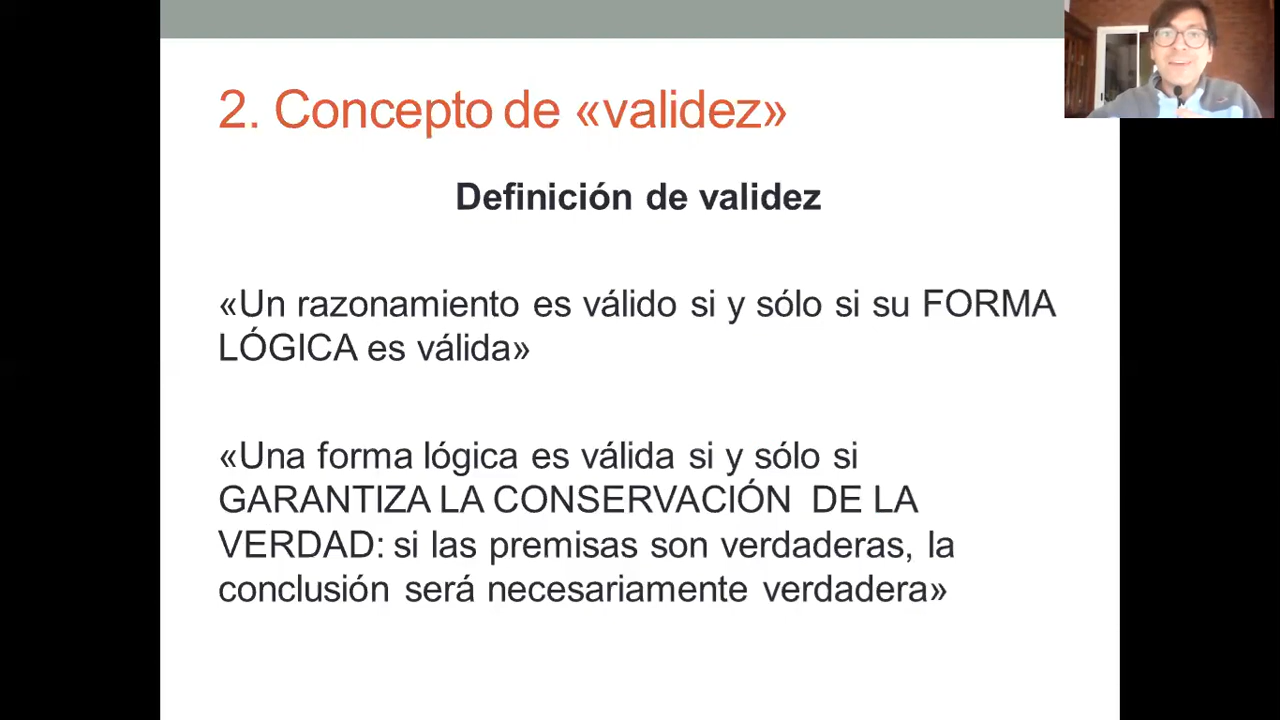 2. Concepto de «validez»
Definición de validez
«Un razonamiento es válido si y sólo si su FORMA
LÓGICA es válida»
«Una forma lógica es válida si y sólo si
GARANTIZA LA CONSERVACIÓN DE LA
VERDAD: si las premisas son verdaderas, la
conclusión será necesariamente verdadera»